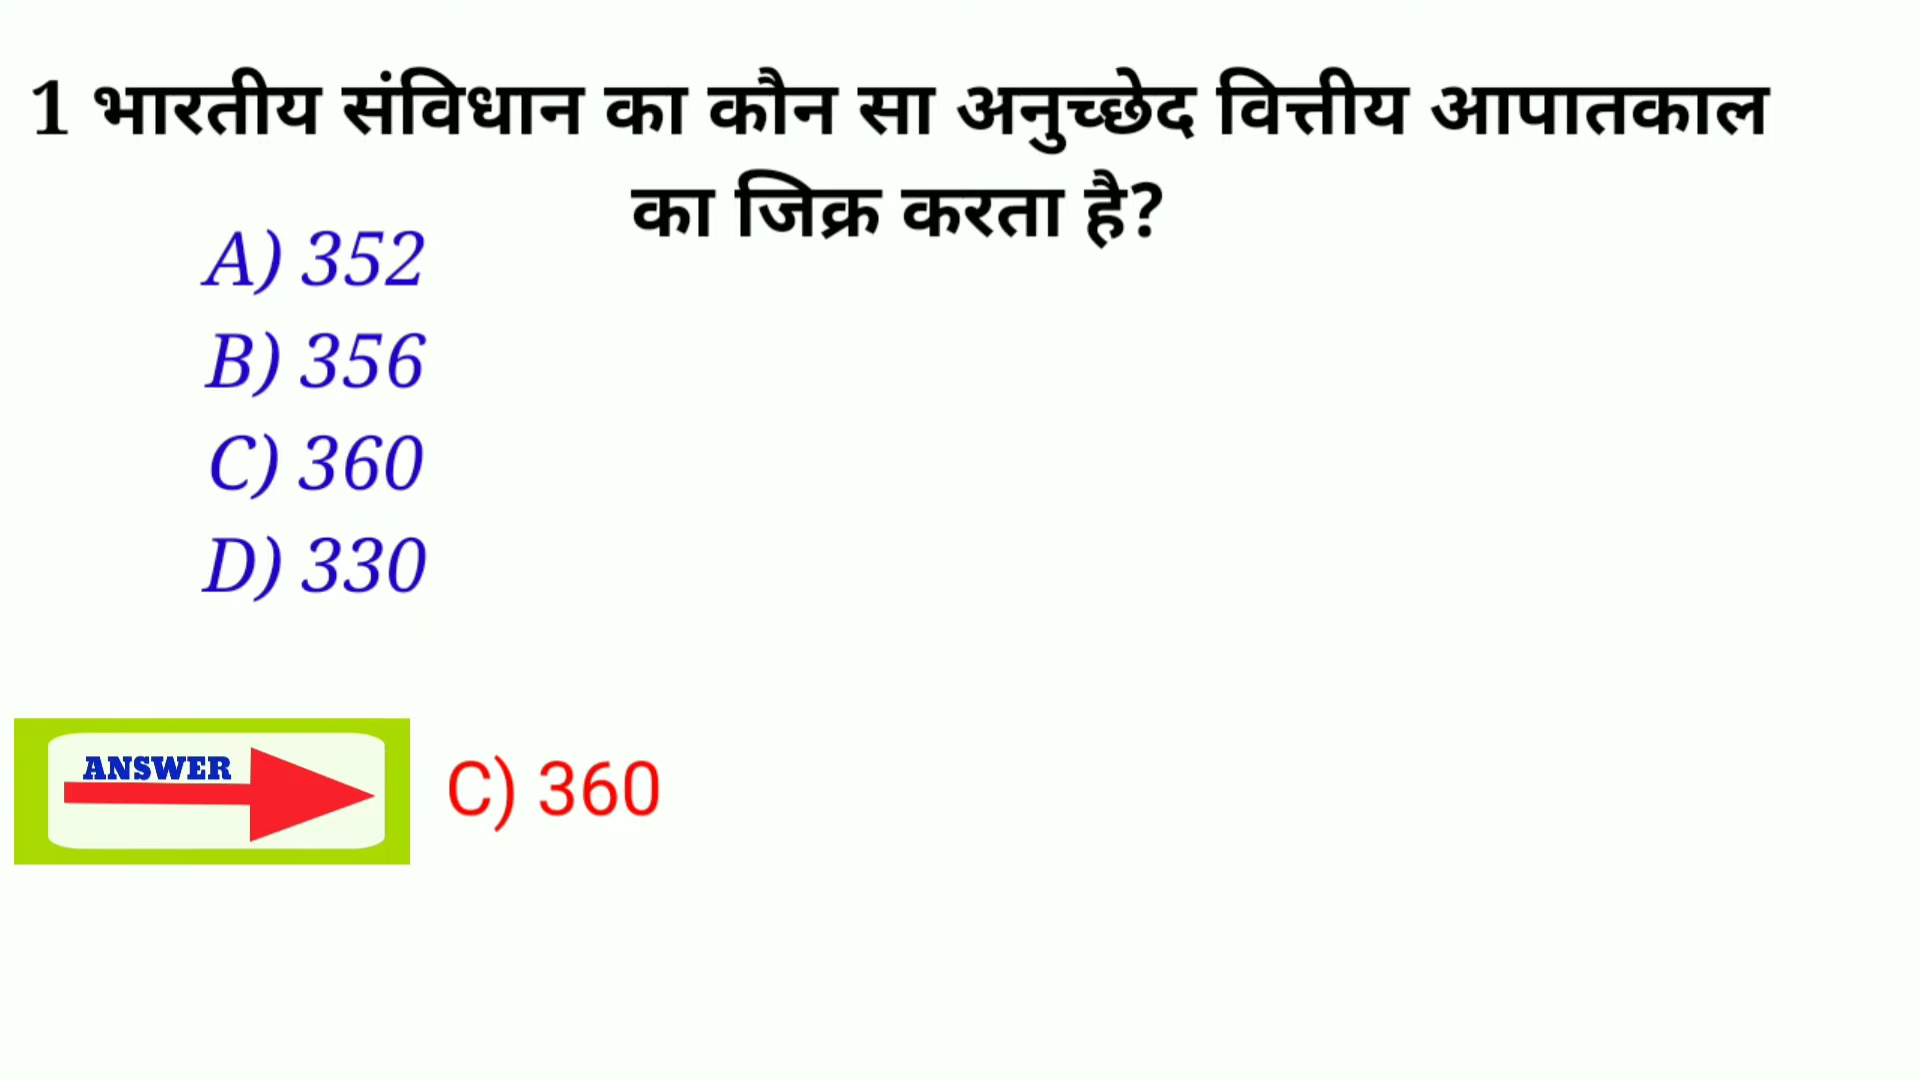 1 भारतीय संविधान का कौन सा अनुच्छेद वित्तीय आपातकाल
का जिक्र करता है?
A) 352
B) 356
C) 360
D) 330
ANSWER
C) 360